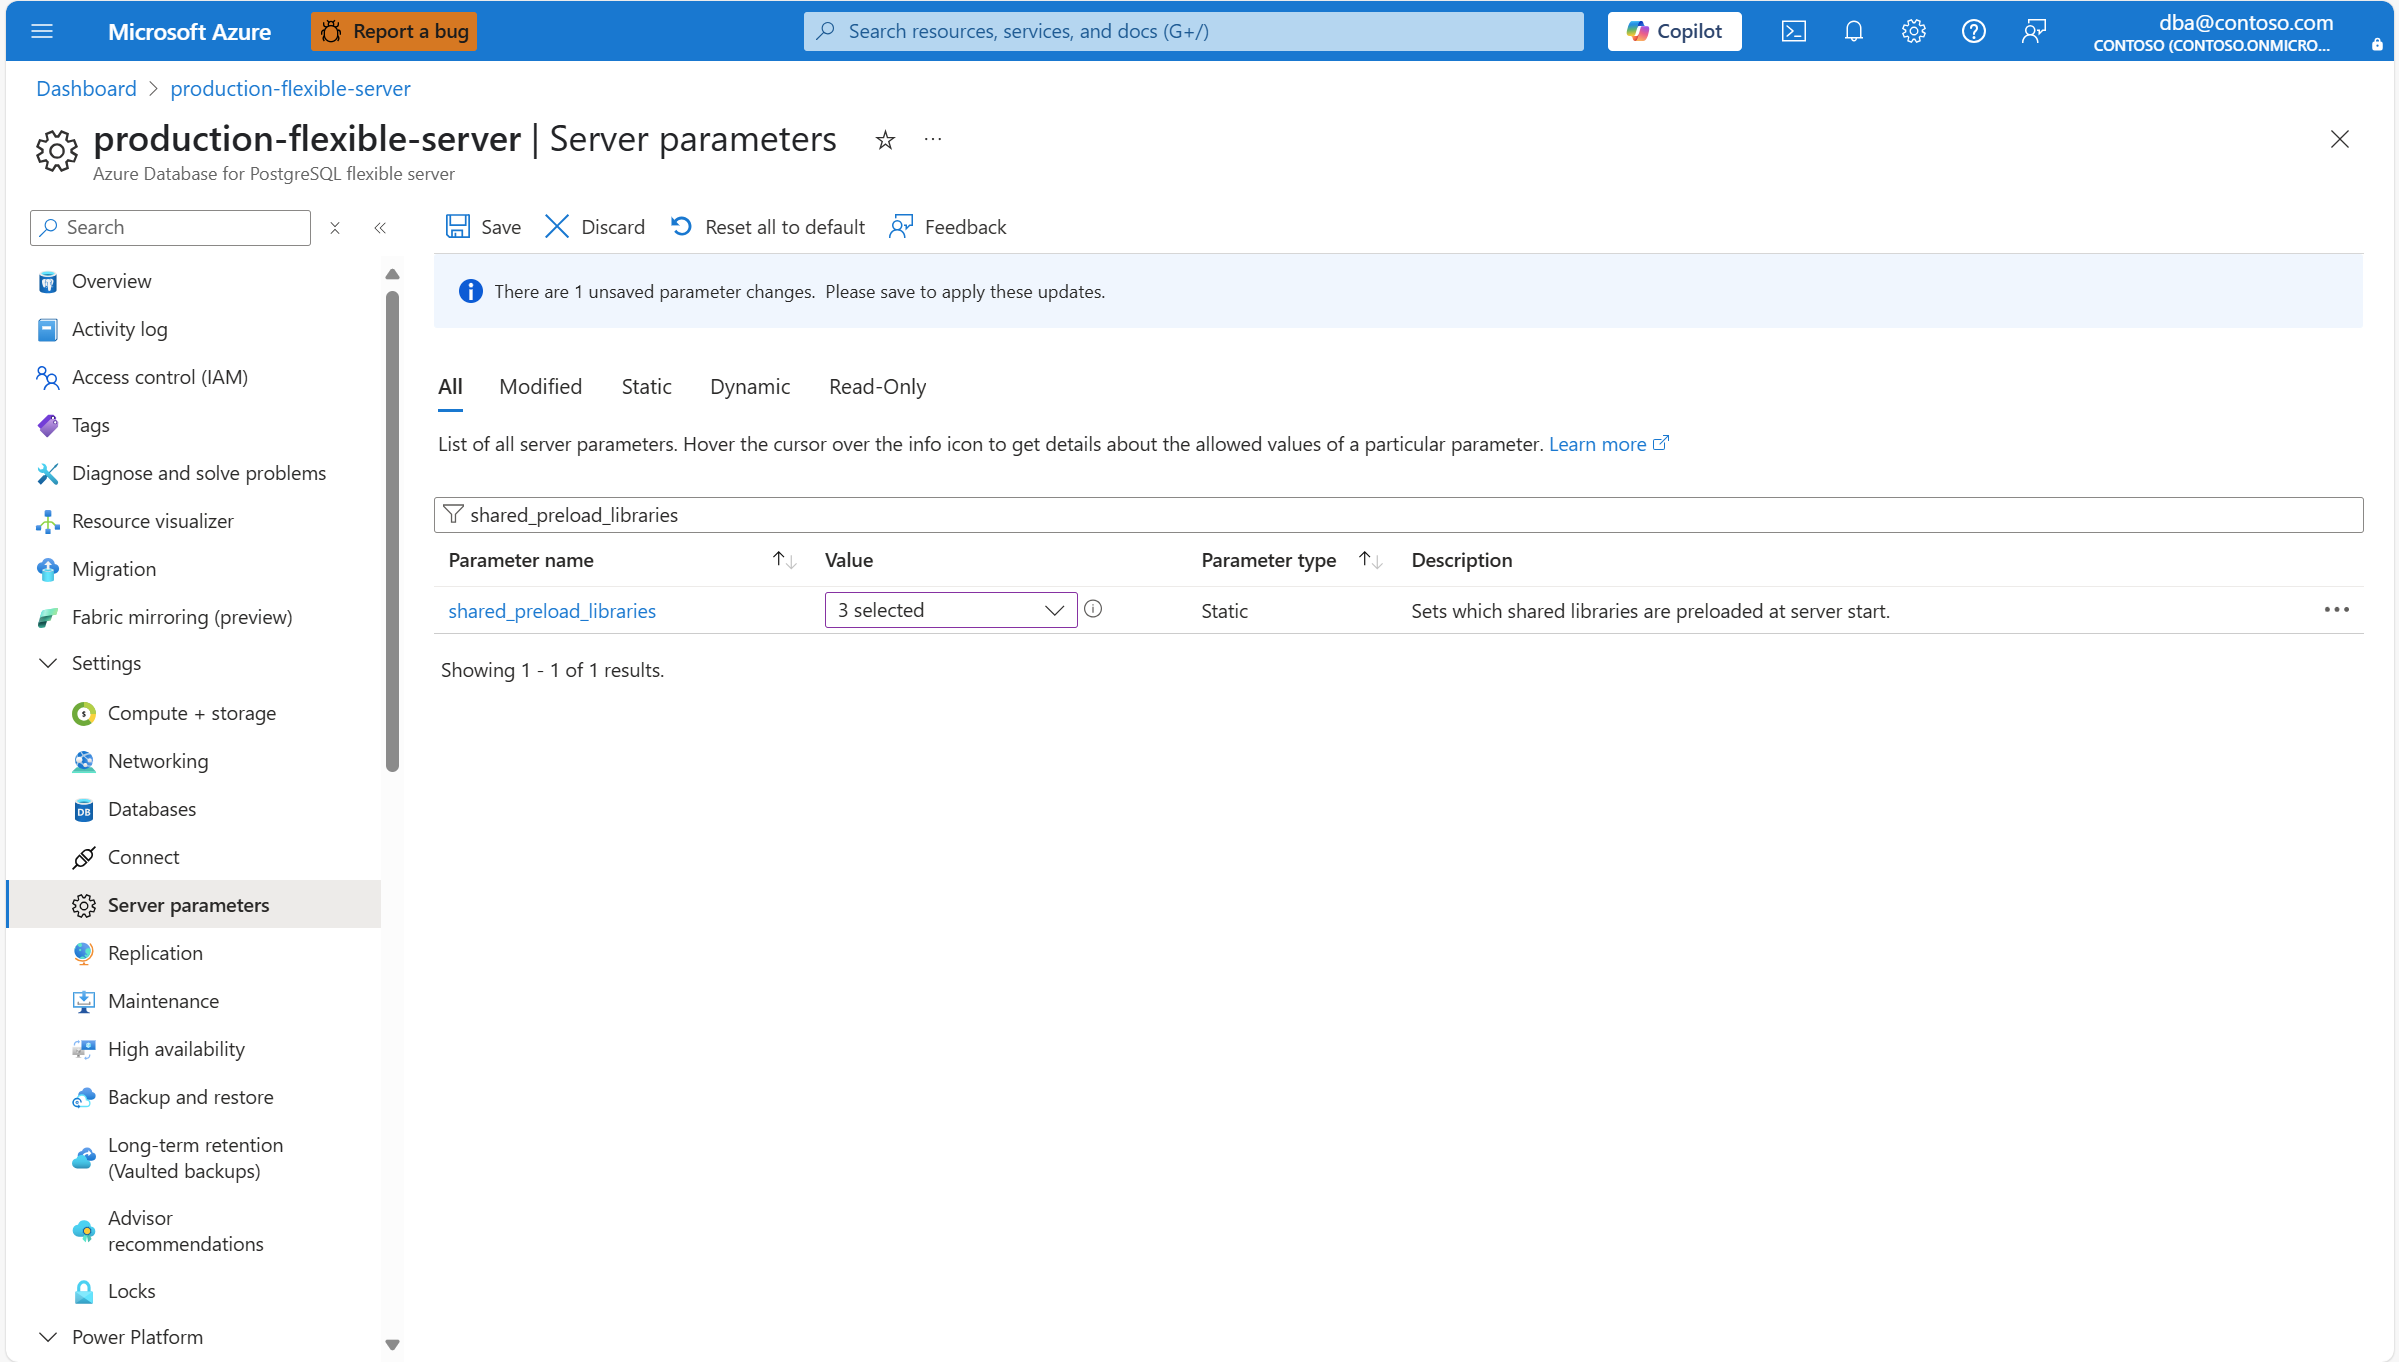 Microsoft Azure
Report a bug
Search resources, services, and docs (G+/)
Copilot
dba@contoso.com
CONTOSO (CONTOSO.ONMICRO...
Dashboard > production-flexible-server
production-flexible-server | Server parameters
Azure Database for PostgreSQL flexible server
Search
Overview
Activity log
Access control (IAM)
Tags
Diagnose and solve problems
Resource visualizer
Migration
Fabric mirroring (preview)
Settings
Compute + storage
Networking
Databases
Connect
Server parameters
Replication
Maintenance
High availability
Backup and restore
Long-term retention
(Vaulted backups)
Advisor
recommendations
Locks
Power Platform
Save Discard Reset all to default Feedback
There are 1 unsaved parameter changes. Please save to apply these updates.
All Modified Static Dynamic Read-Only
List of all server parameters. Hover the cursor over the info icon to get details about the allowed values of a particular parameter. Learn more
shared_preload_libraries
Parameter name Value Parameter type Description
shared_preload_libraries 3 selected Static Sets which shared libraries are preloaded at server start.
Showing 1 - 1 of 1 results.